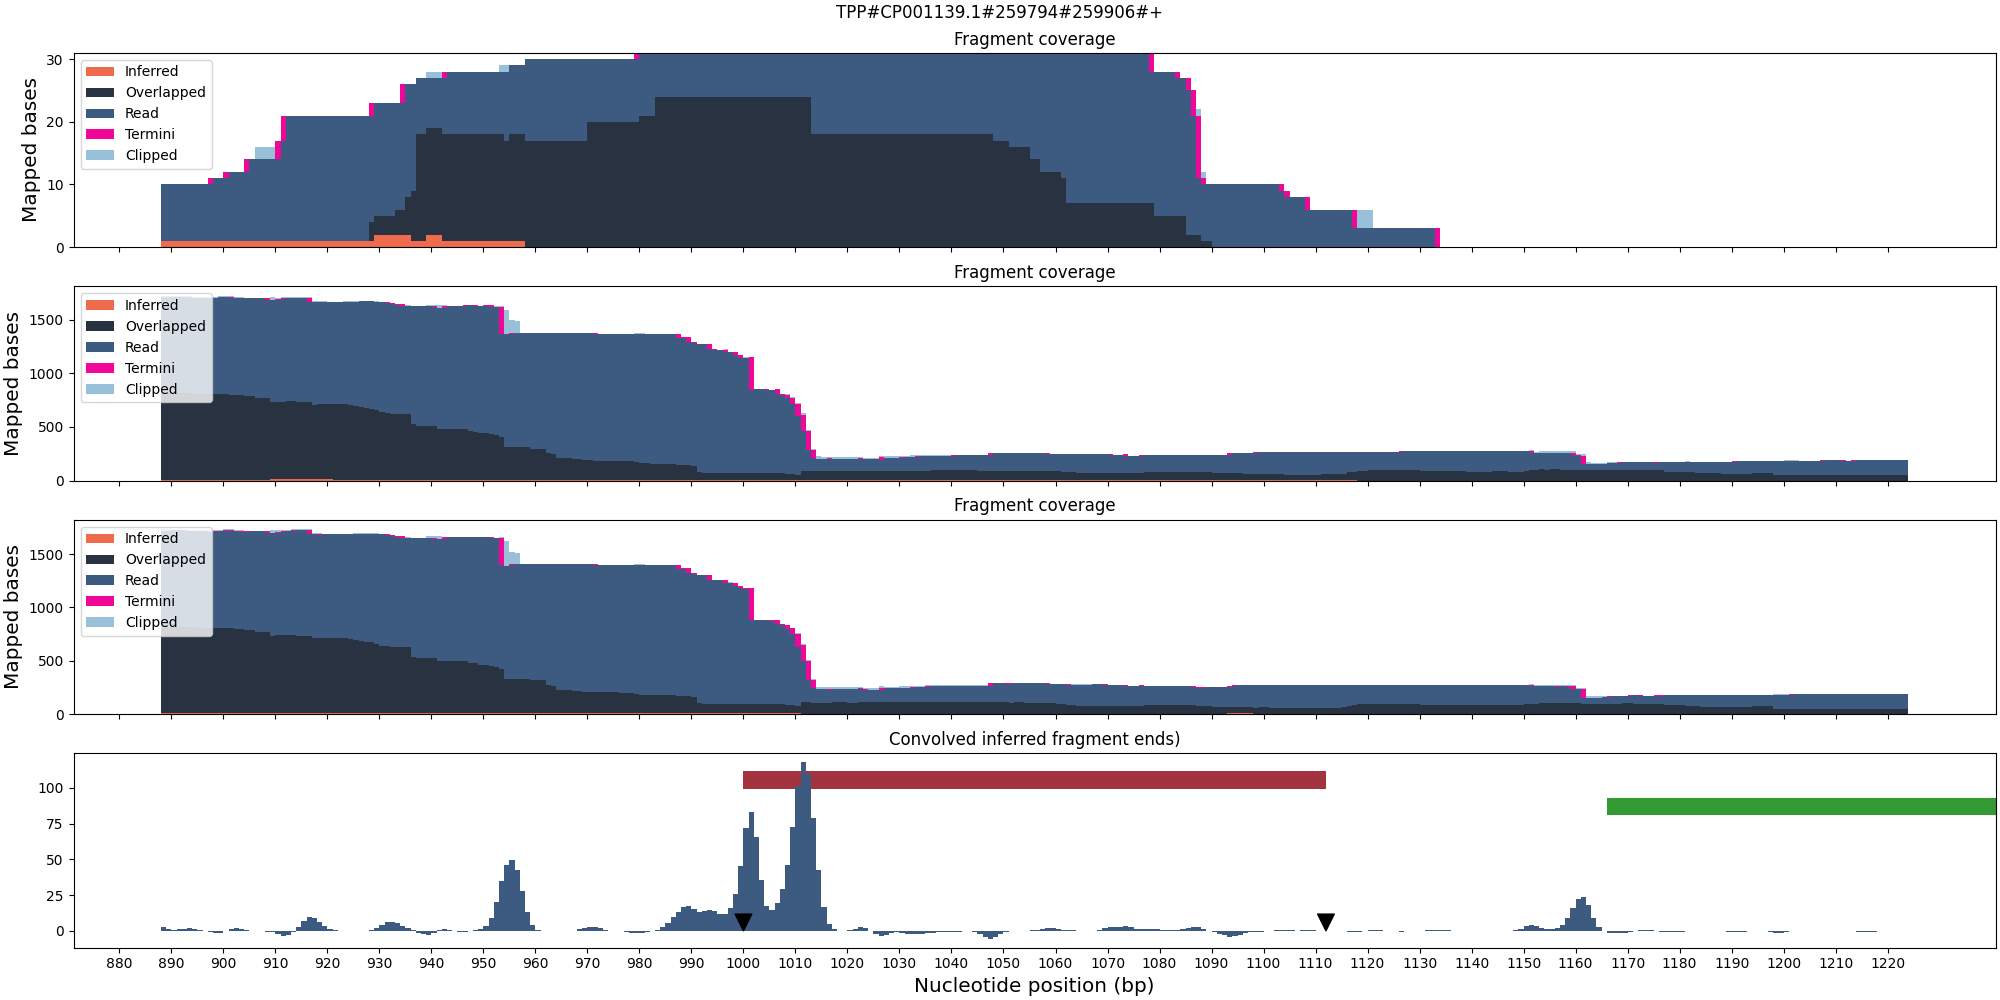 TPP#CP001139.1#259794#259906#+
Fragment coverage
Mapped bases
30
20
10
0
Inferred
Overlapped
Read
Termini
Clipped
Fragment coverage
Mapped bases
1500
1000
500
0
Inferred
Overlapped
Read
Termini
Clipped
Fragment coverage
Mapped bases
1500
1000
500
0
Inferred
Overlapped
Read
Termini
Clipped
Convolved inferred fragment ends)
100
75
50
25
0
880 890 900 910 920 930 940 950 960 970 980 990 1000 1010 1020 1030 1040 1050 1060 1070 1080 1090 1100 1110 1120 1130 1140 1150 1160 1170 1180 1190 1200 1210 1220
Nucleotide position (bp)